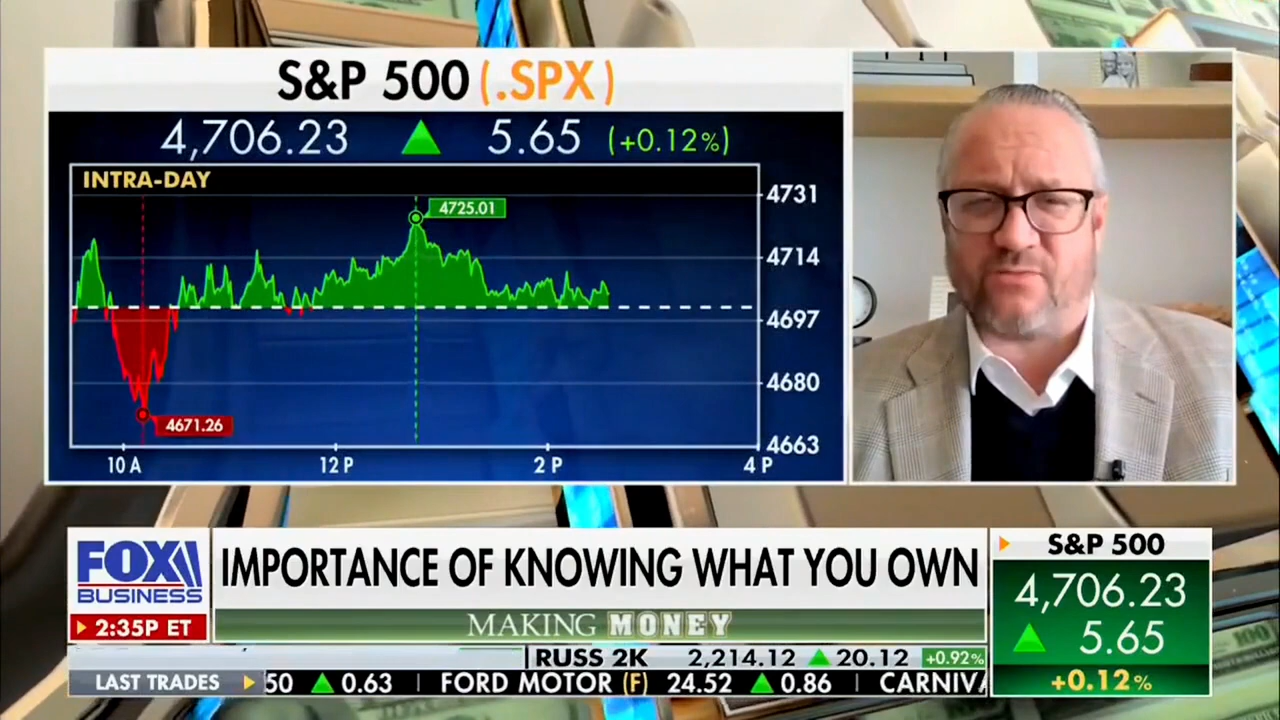 S&P 500 (.SPX)
4,706.23 ▲ 5.65 (+0.12%)
INTRA-DAY
4731
4725.01
4714
4697
4680
4671.26
4663
10 A 12 P 2 P 4 P
FOX BUSINESS
2:35P ET
IMPORTANCE OF KNOWING WHAT YOU OWN
MAKING MONEY
S&P 500
4,706.23
▲ 5.65
+0.12%
RUSS 2K 2,214.12 ▲ 20.12 +0.92%
LAST TRADES 50 ▲ 0.63 | FORD MOTOR (F) 24.52 ▲ 0.86 | CARNIVA
100